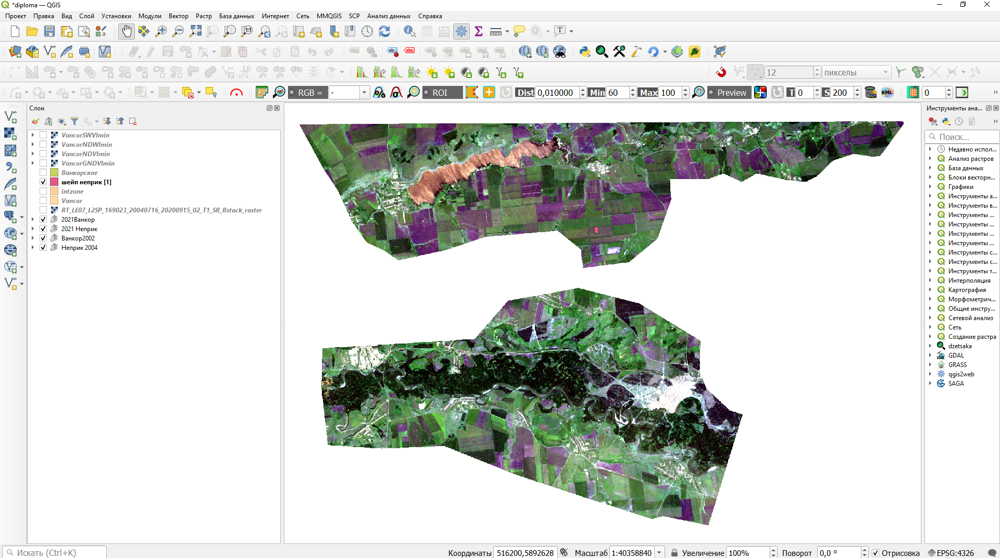 *diploma — QGIS
Проект Правка Вид Слой Установки Модули Вектор Растр База данных Интернет Сеть MMQGIS SCP Анализ данных Справка
12 пикселы
RGB = - ROI Dist 0,010000 Min 60 Max 100 Preview T 0 S 200 KML 0 »
Слои
VancorSWVImin
VancorNDWImin
VancorNDVImin
VancorGNDVImin
Ванкорское
шейп неприк [1]
intzone
Vancor
RT_LE07_L2SP_169023_20040716_20200915_02_T1_SR_Bstack_raster
2021Ванкор
2021 Неприк
Ванкор2002
Неприк 2004
Инструменты ана...
»
Поиск...
Недавно испол...
Анализ растров
База данных
Блоки векторн...
Графики
Инструменты а...
Инструменты в...
Инструменты ...
Инструменты ...
Инструменты ...
Инструменты ...
Инструменты с...
Инструменты с...
Инструменты т...
Интерполяция
Картография
Морфометрич...
Общие инстру...
Сетевой анализ
Сеть
Создание растра
dzetsaka
GDAL
GRASS
qgis2web
SAGA
Искать (Ctrl+K) Координаты 516200,5892628 Масштаб 1:40358840 Увеличение 100% Поворот 0,0 ° Отрисовка EPSG:4326